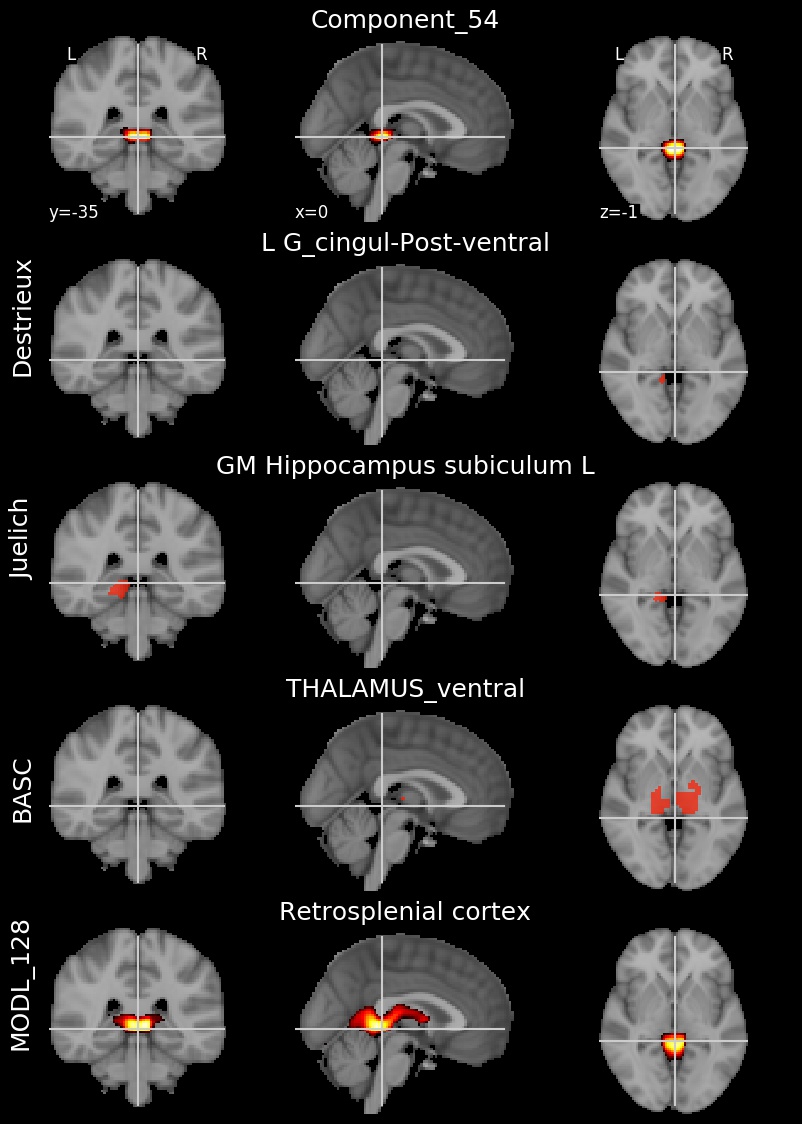 Component_54
L R L R
y=-35 x=0 z=-1
L G_cingul-Post-ventral
Destrieux
GM Hippocampus subiculum L
Juelich
THALAMUS_ventral
BASC
Retrosplenial cortex
MODL_128